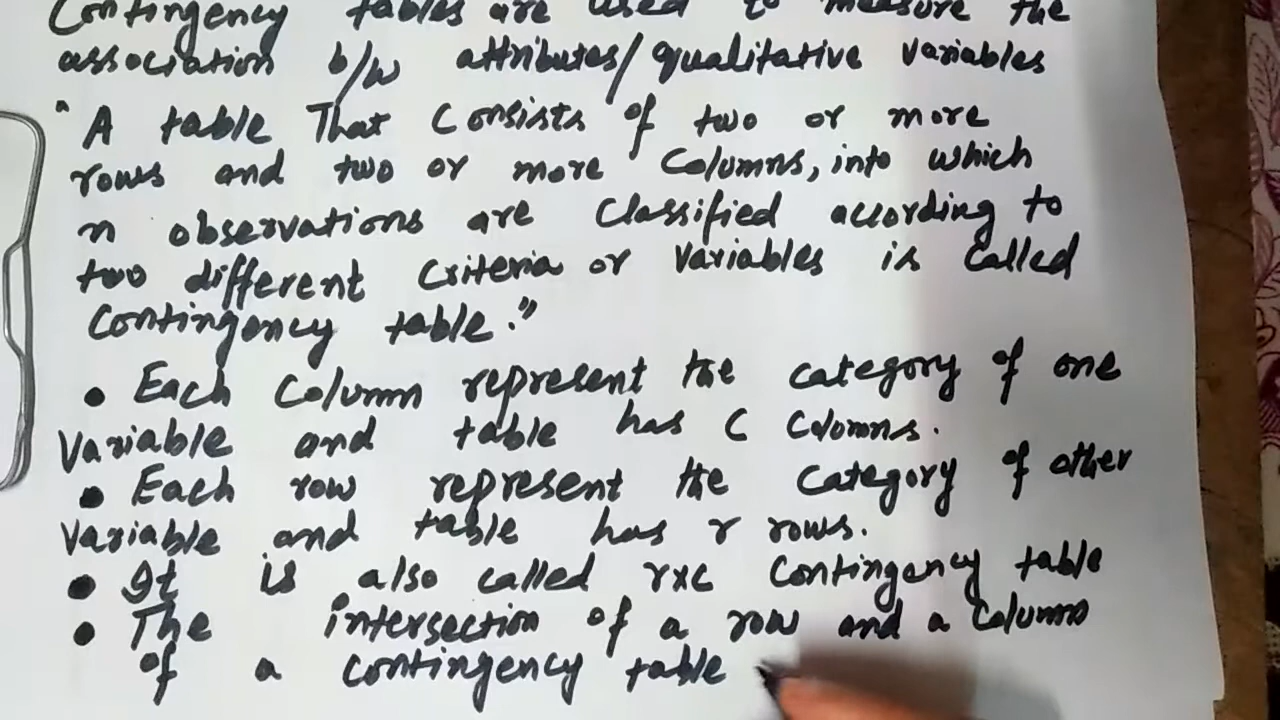 Contingency tables are used to measure the
association b/w attributes/qualitative variables
"A table That Consists of two or more
rows and two or more Columns, into which
n observations are Classified according to
two different Criteria or variables is called
Contingency table."
• Each Column represent the category of one
Variable and table has C Columns.
• Each row represent the Category of other
Variable and table has r rows.
• It is also called rxc Contingency table
• The intersection of a row and a Column
of a contingency table